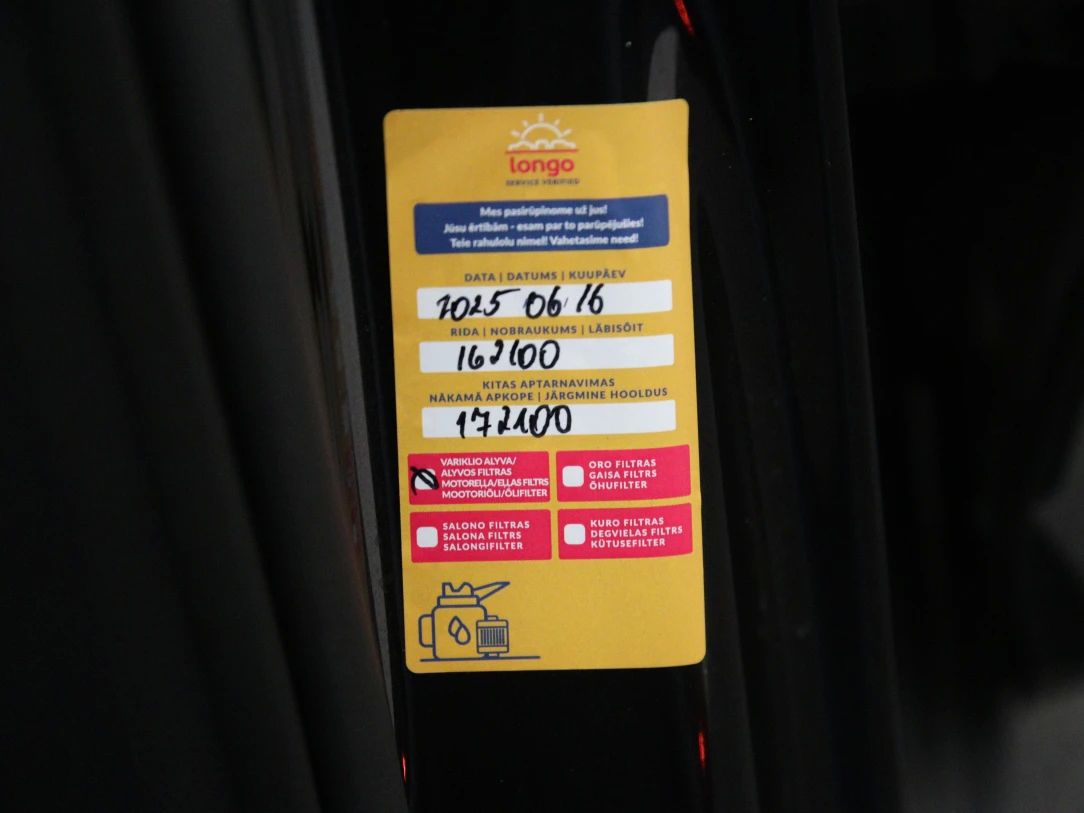 longo
SERVICE VERIFIED
Mes pasirūpinome už jus!
Jūsu ērtībām - esam par to parūpējušies!
Teie rahulolu nimel! Vahetasime need!
DATA | DATUMS | KUUPÄEV
2025 06 16
RIDA | NOBRAUKUMS | LÄBISÕIT
162100
KITAS APTARNAVIMAS
NĀKAMĀ APKOPE | JÄRGMINE HOOLDUS
172100
VARIKLIO ALYVA/
ALYVOS FILTRAS
MOTOREĻĻA/EĻĻAS FILTRS
MOOTORIÕLI/ÕLIFILTER
ORO FILTRAS
GAISA FILTRS
ÕHUFILTER
SALONO FILTRAS
SALONA FILTRS
SALONGIFILTER
KURO FILTRAS
DEGVIELAS FILTRS
KÜTUSEFILTER